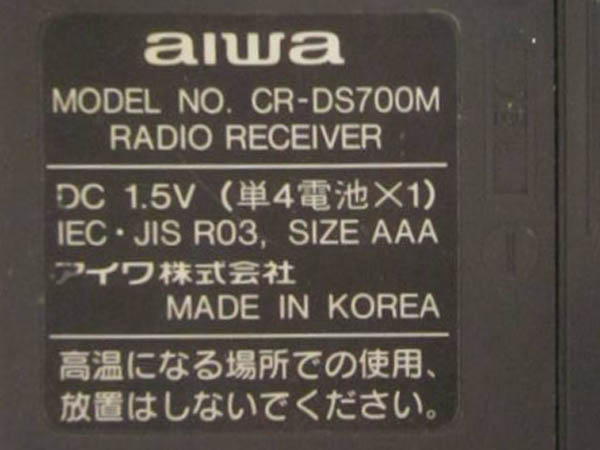 aiwa
MODEL NO. CR-DS700M
RADIO RECEIVER
DC 1.5V (単4電池×1)
IEC・JIS R03, SIZE AAA
アイワ株式会社
MADE IN KOREA
高温になる場所での使用、
放置はしないでください。